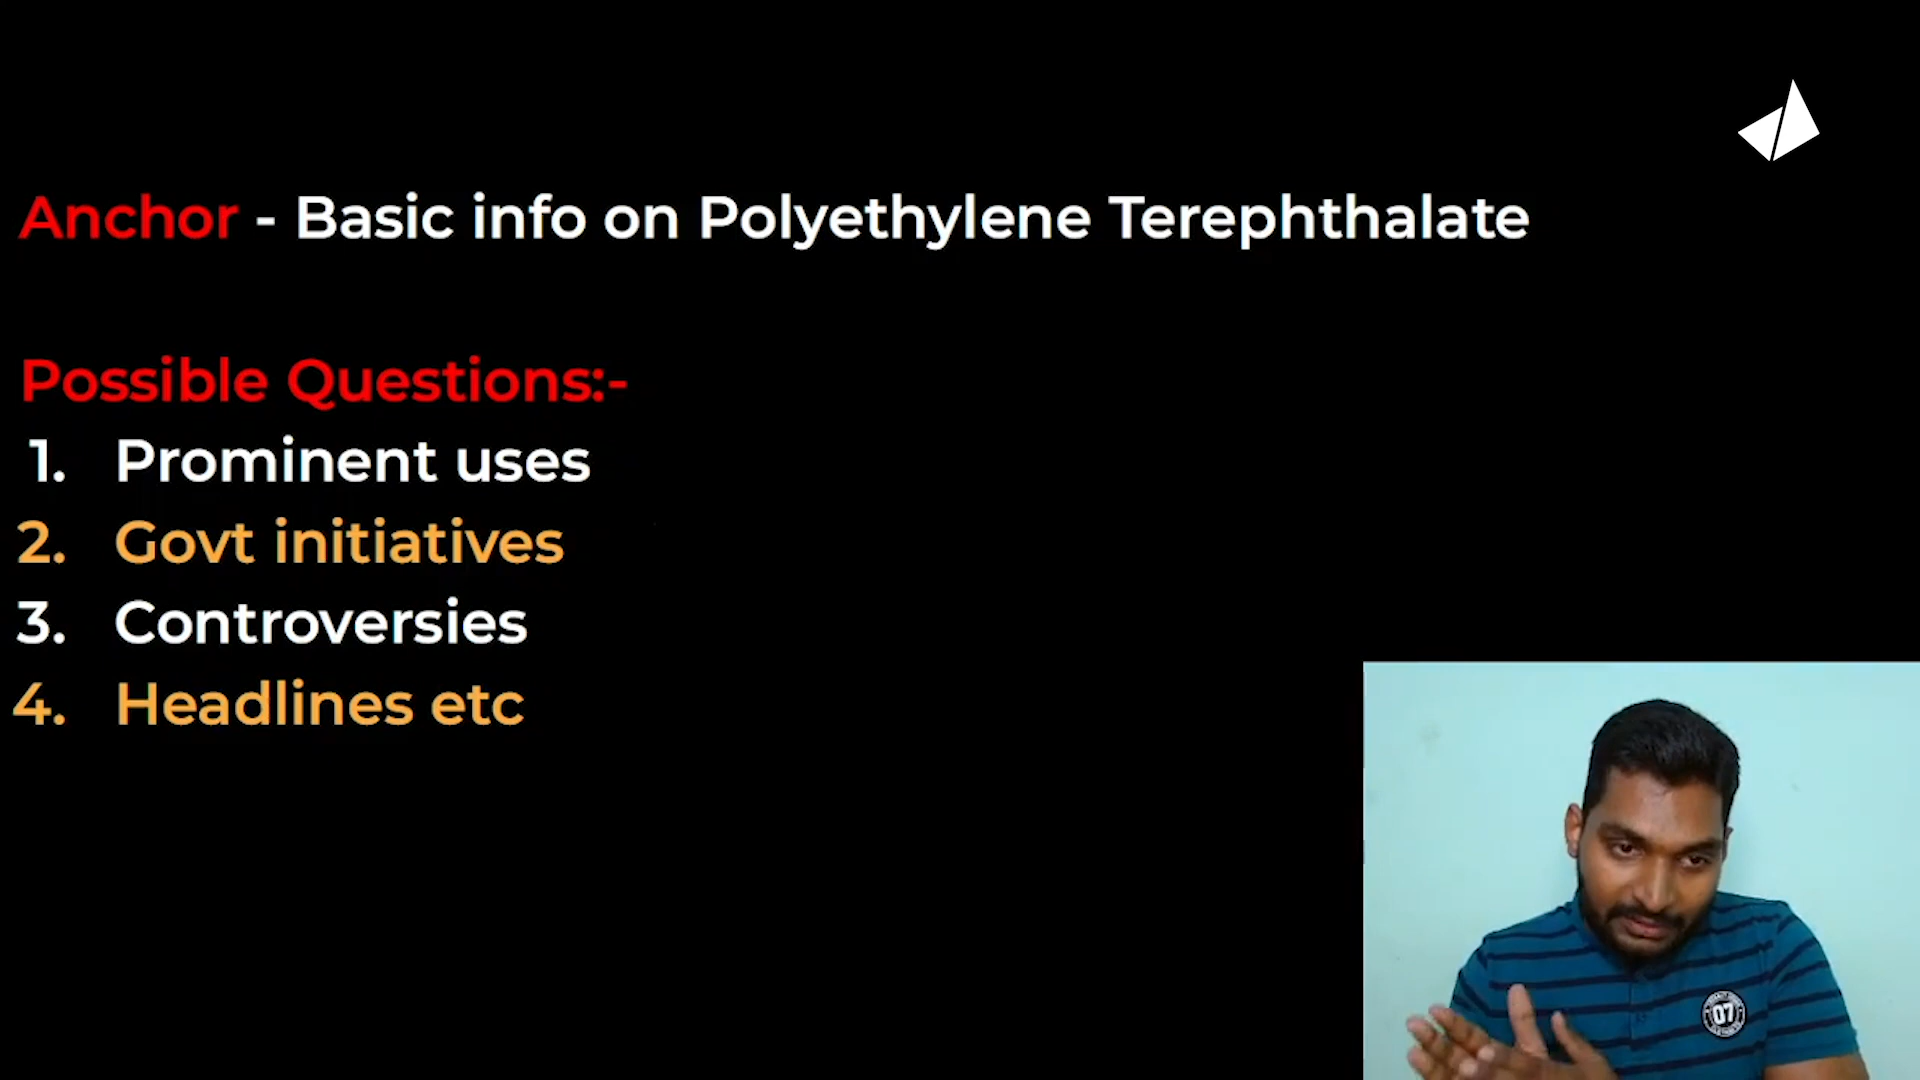 Anchor - Basic info on Polyethylene Terephthalate
Possible Questions:-
1. Prominent uses
2. Govt initiatives
3. Controversies
4. Headlines etc
07